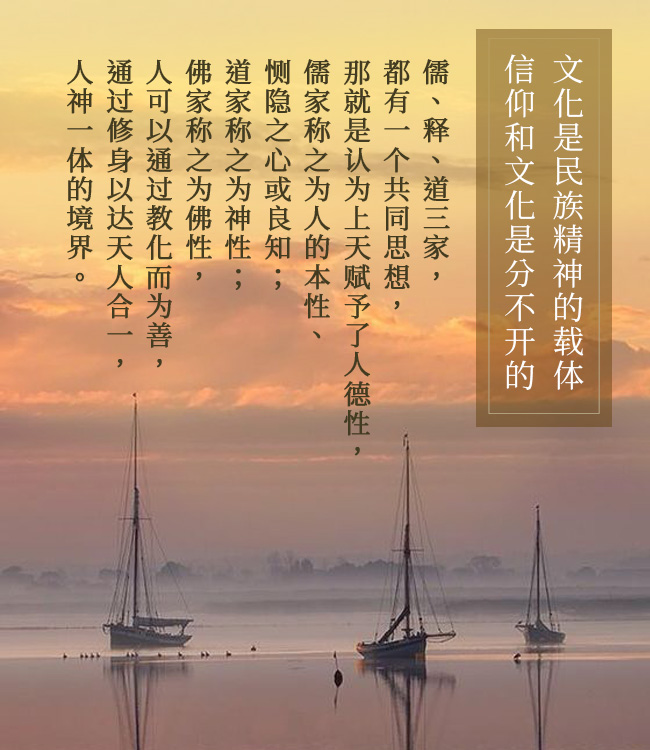 文化是民族精神的载体
信仰和文化是分不开的
儒、释、道三家，
都有一个共同思想，
那就是认为上天赋予了人德性，
儒家称之为人的本性、
恻隐之心或良知；
道家称之为神性；
佛家称之为佛性，
人可以通过教化而为善，
通过修身以达天人合一，
人神一体的境界。